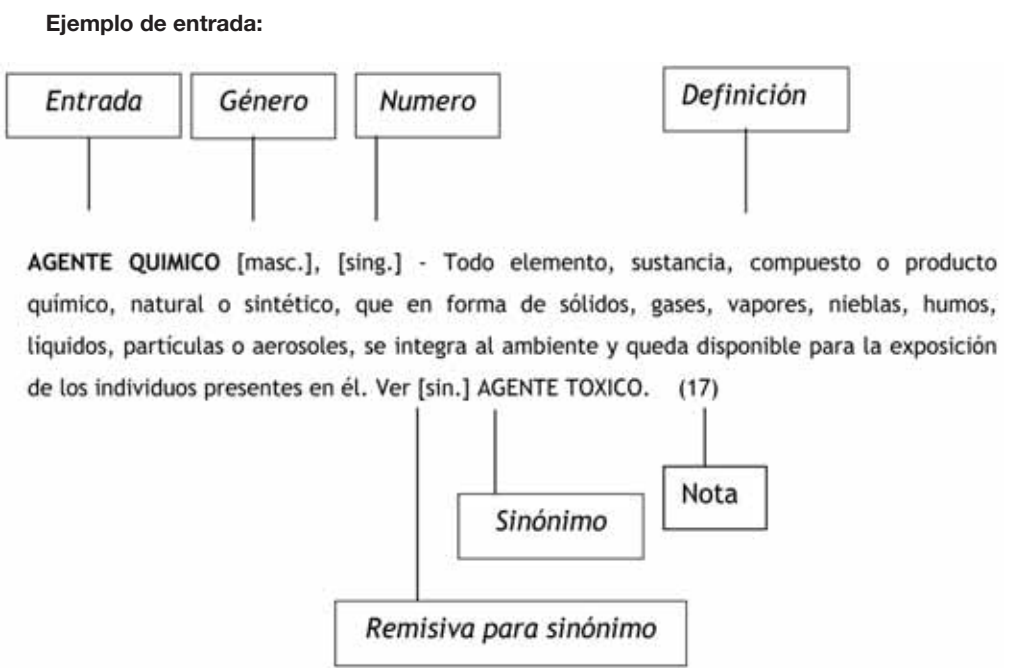 Ejemplo de entrada:
Entrada
Género
Numero
Definición
AGENTE QUIMICO [masc.], [sing.] - Todo elemento, sustancia, compuesto o producto
químico, natural o sintético, que en forma de sólidos, gases, vapores, nieblas, humos,
líquidos, partículas o aerosoles, se integra al ambiente y queda disponible para la exposición
de los individuos presentes en él. Ver [sin.] AGENTE TOXICO. (17)
Nota
Sinónimo
Remisiva para sinónimo